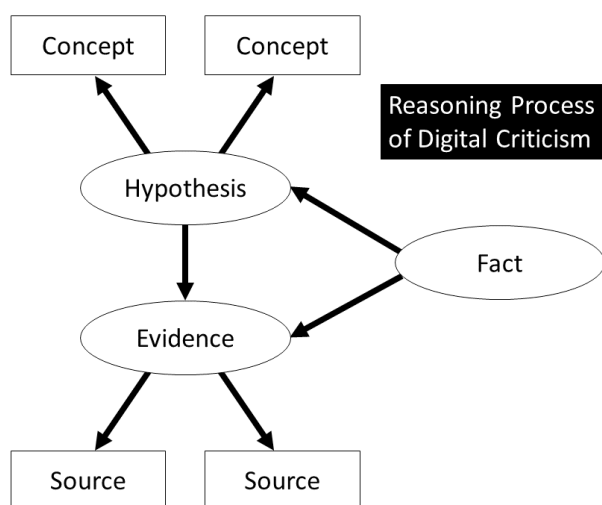 Concept
Concept
Reasoning Process
of Digital Criticism
Hypothesis
Fact
Evidence
Source
Source